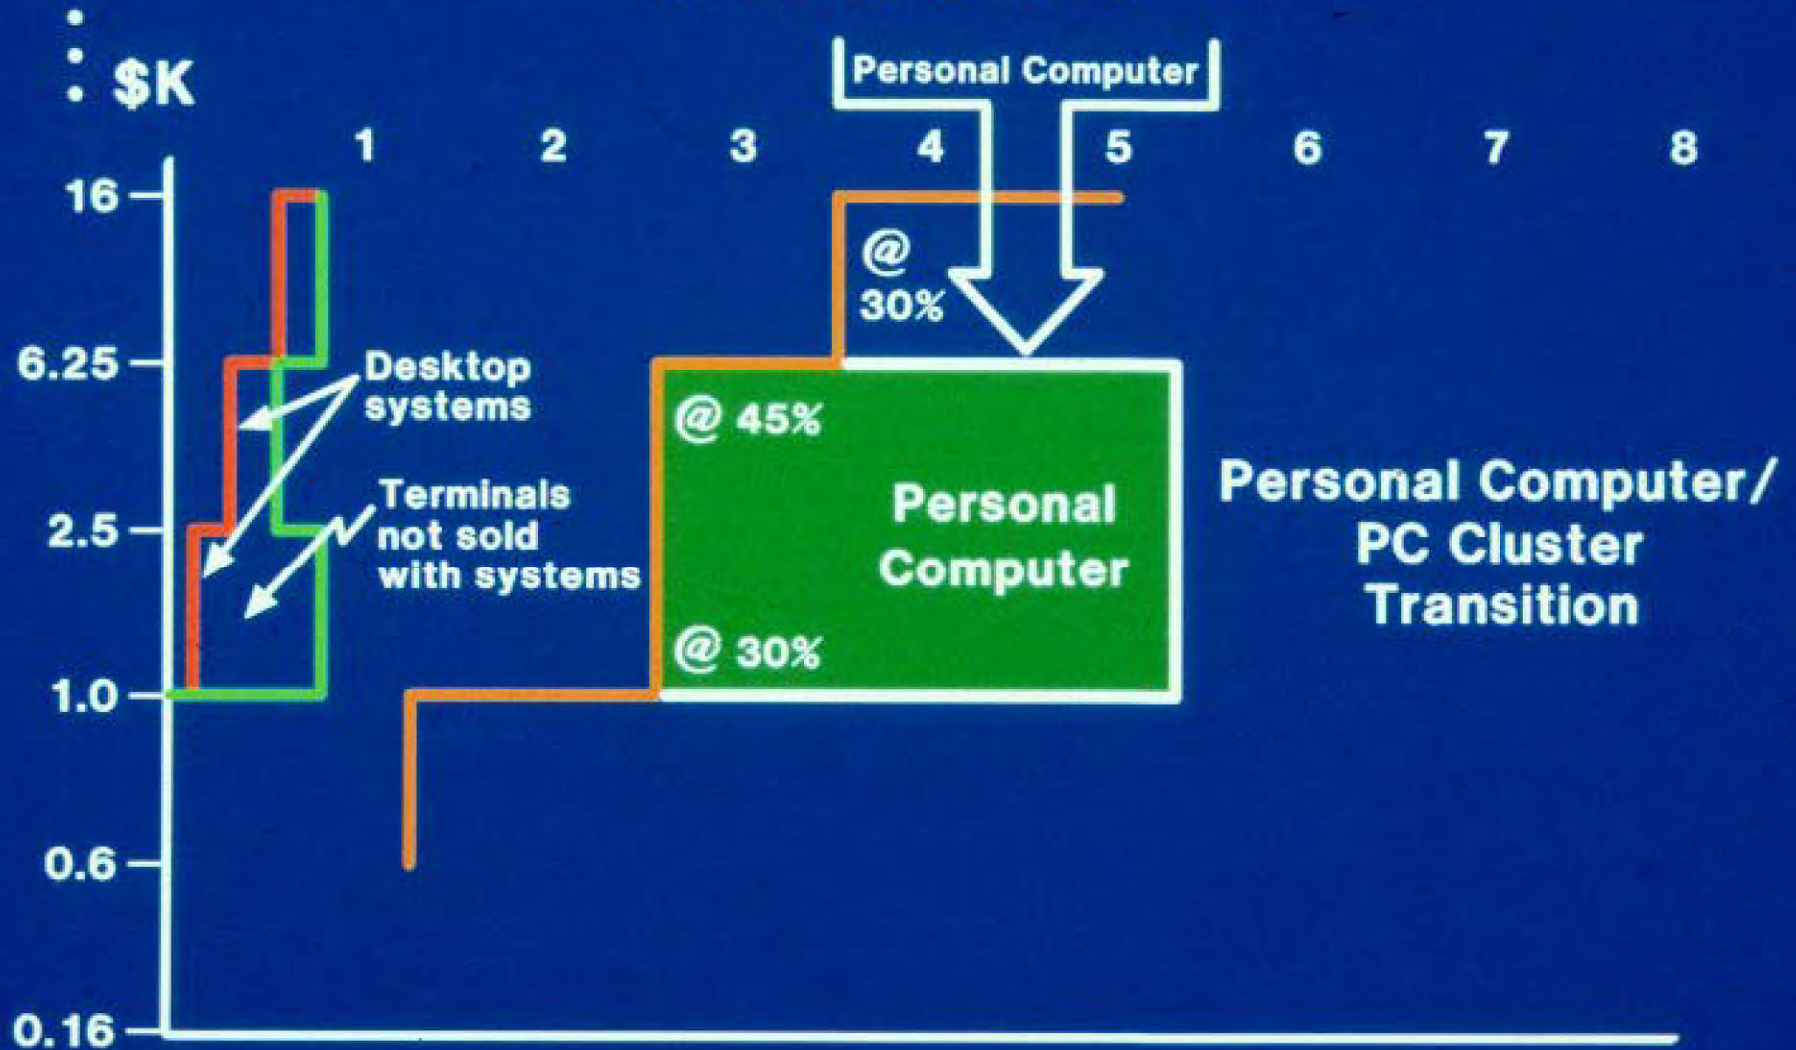 $K
Personal Computer
1 2 3 4 5 6 7 8
16
@
30%
6.25
Desktop
systems
@ 45%
Terminals
not sold
with systems
Personal
Computer
Personal Computer/
PC Cluster
Transition
2.5
@ 30%
1.0
0.6
0.16